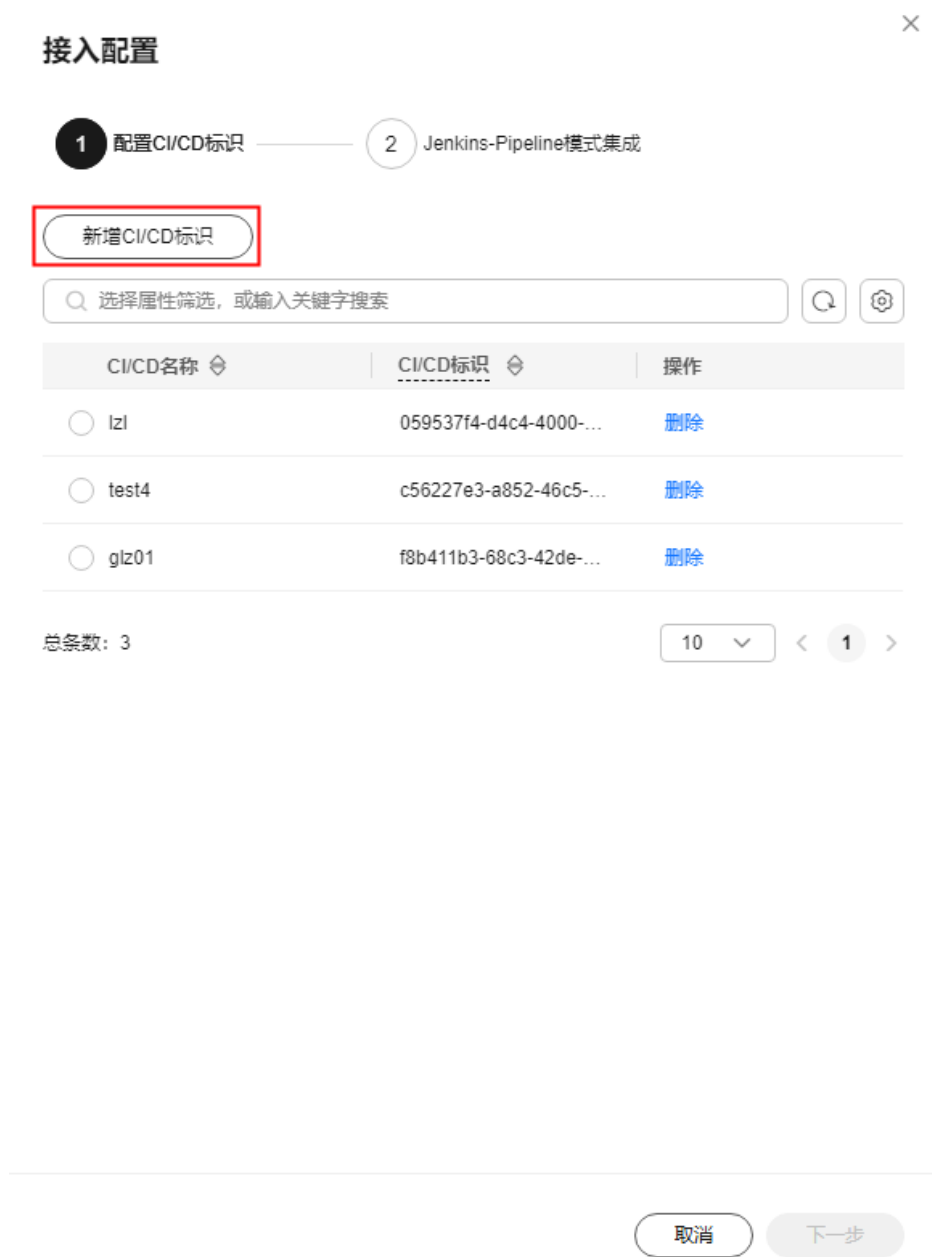 接入配置
1 配置CI/CD标识 2 Jenkins-Pipeline模式集成
新增CI/CD标识
选择属性筛选，或输入关键字搜索
CI/CD名称 CI/CD标识 操作
lzl 059537f4-d4c4-4000-... 删除
test4 c56227e3-a852-46c5-... 删除
glz01 f8b411b3-68c3-42de-... 删除
总条数：3 10 1
取消 下一步